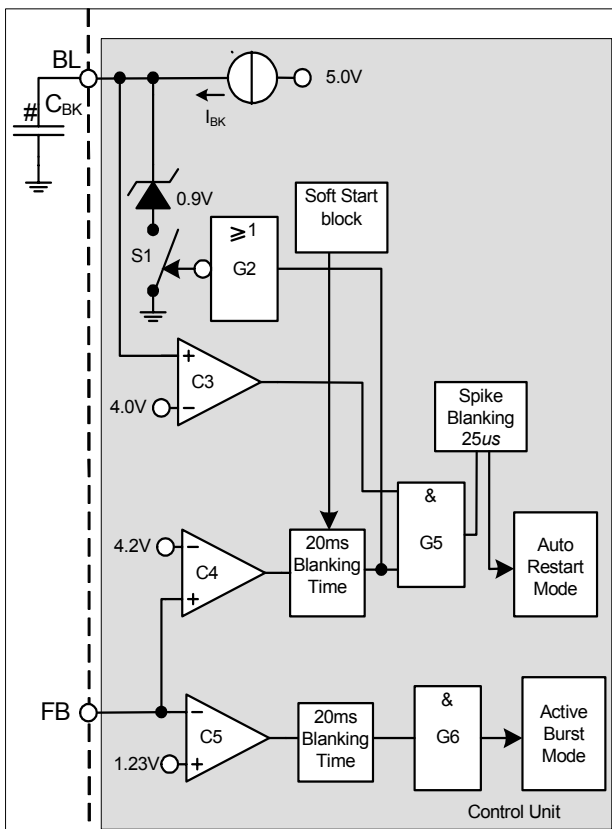 BL
5.0V
# CBK
IBK
0.9V
Soft Start
block
S1
≥1
G2
+
C3
4.0V
−
Spike
Blanking
25us
&
G5
4.2V
−
C4
+
20ms
Blanking
Time
Auto
Restart
Mode
FB
−
C5
1.23V
+
20ms
Blanking
Time
&
G6
Active
Burst
Mode
Control Unit